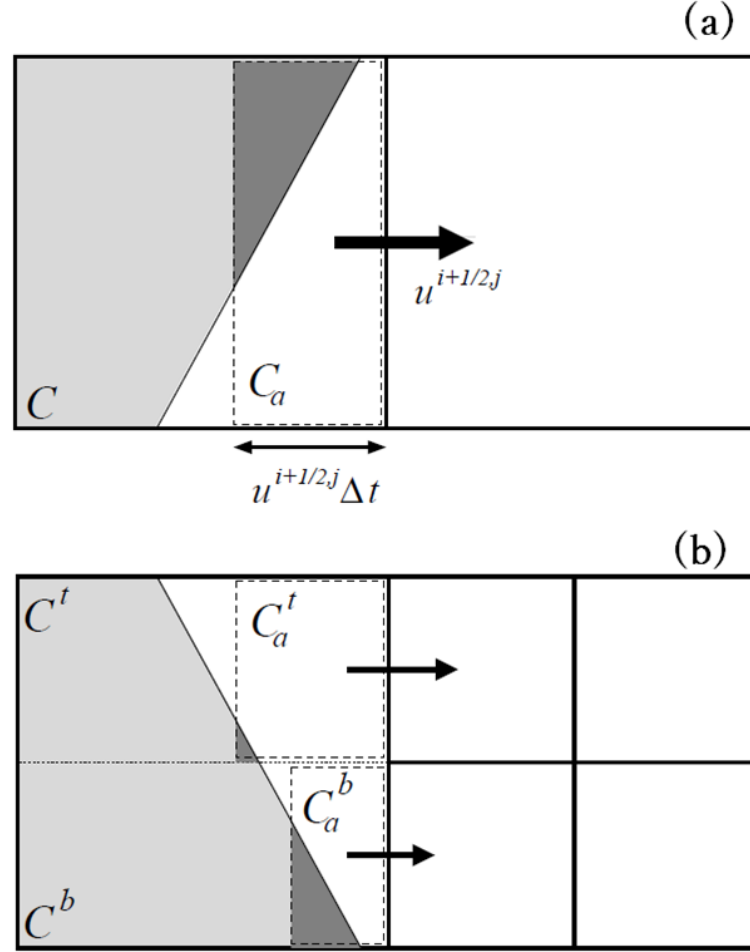 (a)
u^{i+1/2,j}
C
C_a
u^{i+1/2,j}Δt
(b)
C^t
C_a^t
C_a^b
C^b